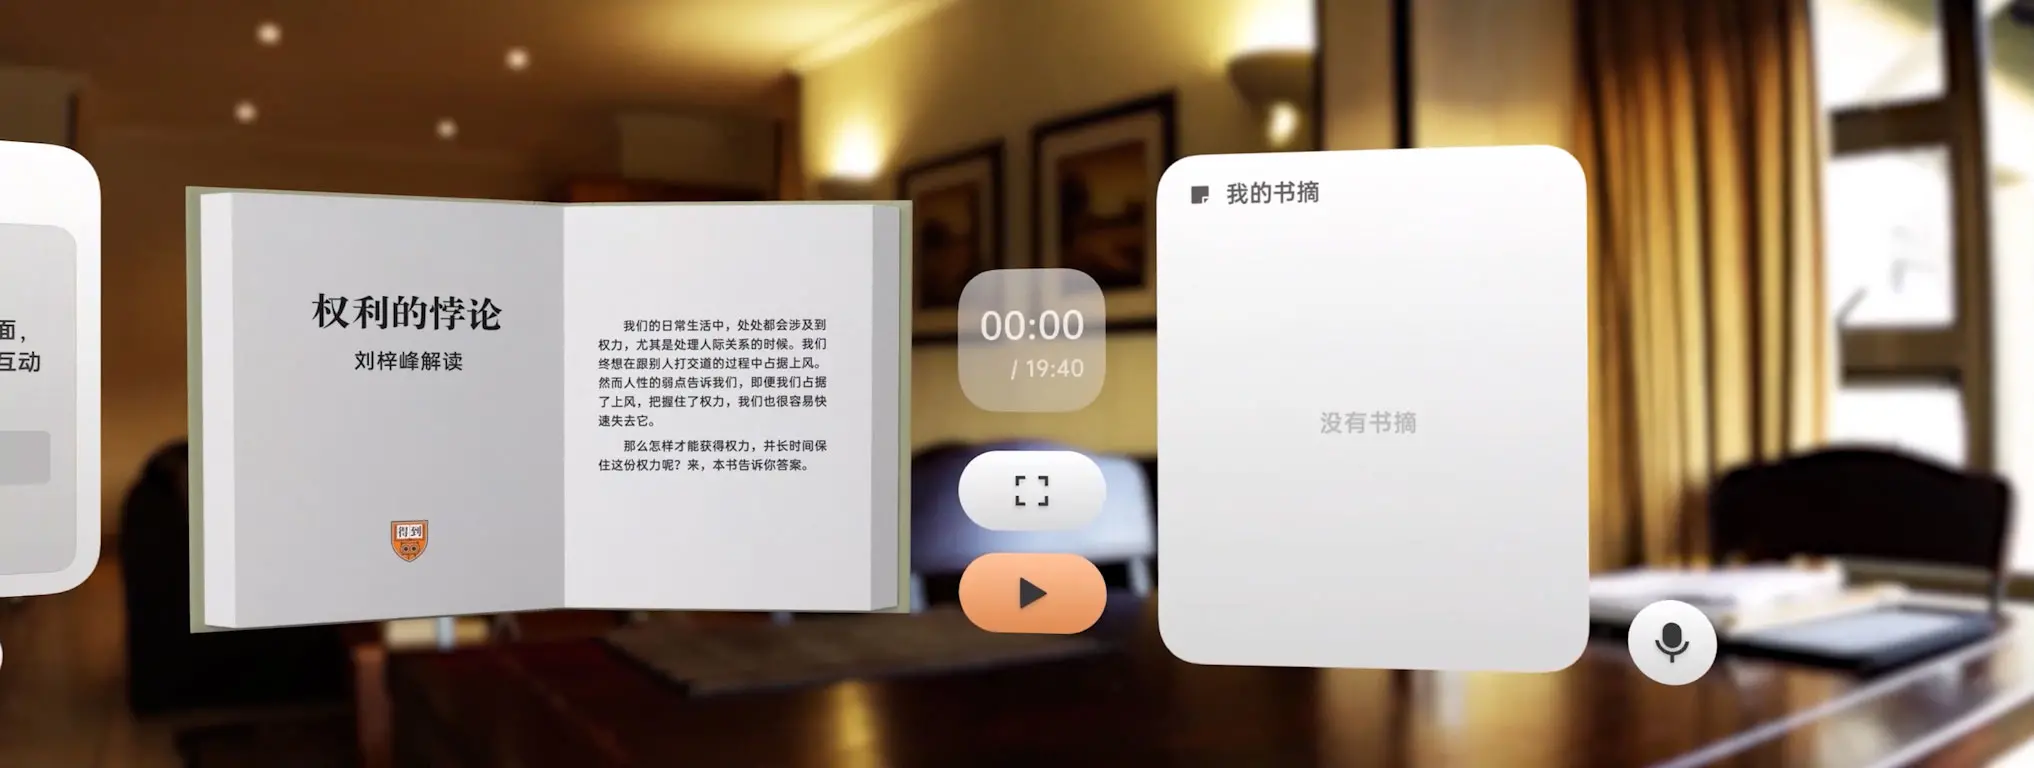 面，
互动
权利的悖论
刘梓峰解读
得到
我们的日常生活中，处处都会涉及到
权力，尤其是处理人际关系的时候。我们
终想在跟别人打交道的过程中占据上风。
然而人性的弱点告诉我们，即便我们占据
了上风，把握住了权力，我们也很容易快
速失去它。
那么怎样才能获得权力，并长时间保
住这份权力呢？来，本书告诉你答案。
00:00
/ 19:40
我的书摘
没有书摘